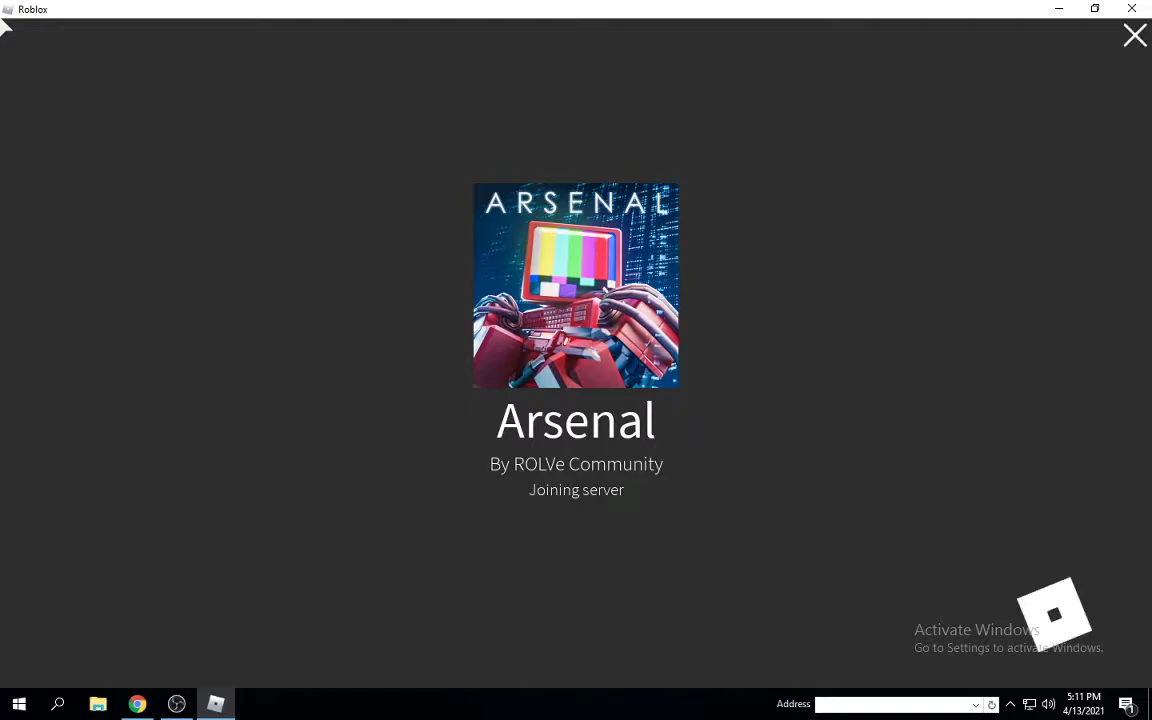 Roblox
ARSENAL
Arsenal
By ROLVe Community
Joining server
Activate Windows
Go to Settings to activate Windows.
Address
5:11 PM
4/13/2021
1